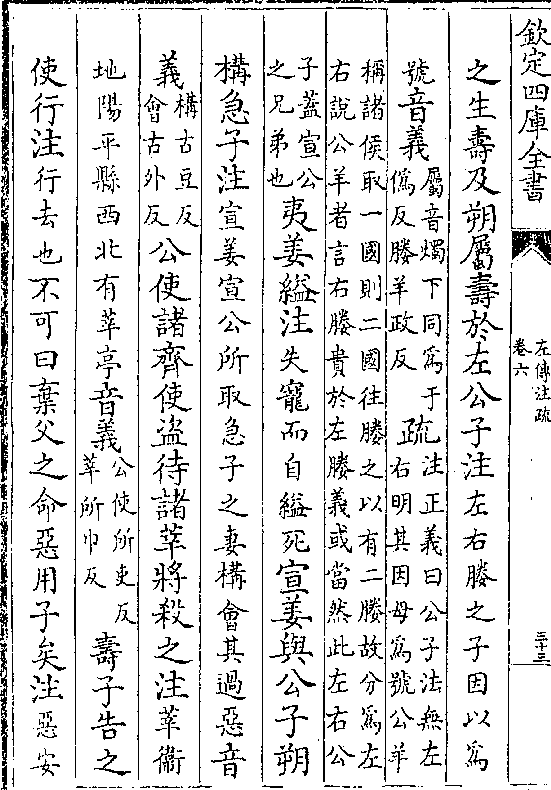 欽定四庫全書
左傳注疏
卷六
三十三
之生壽及朔屬壽於左公子注左右媵之子因以為
號音義屬音燭下同為于
偽反媵羊政反疏注正義曰公子法無左
右明其因母為號公羊
稱諸侯取一國則二國往媵之以有二媵故分為左
右說公羊者言右媵貴於左媵義或當然此左右公
子蓋宣公
之兄弟也夷姜縊注失寵而自縊死宣姜與公子朔
構急子注宣姜宣公所取急子之妻構會其過惡音
義構古豆反
會古外反公使諸齊使盜待諸莘將殺之注莘衞
地陽平縣西北有莘亭音義公使所吏反
莘所巾反壽子告之
使行注行去也不可曰棄父之命惡用子矣注惡安